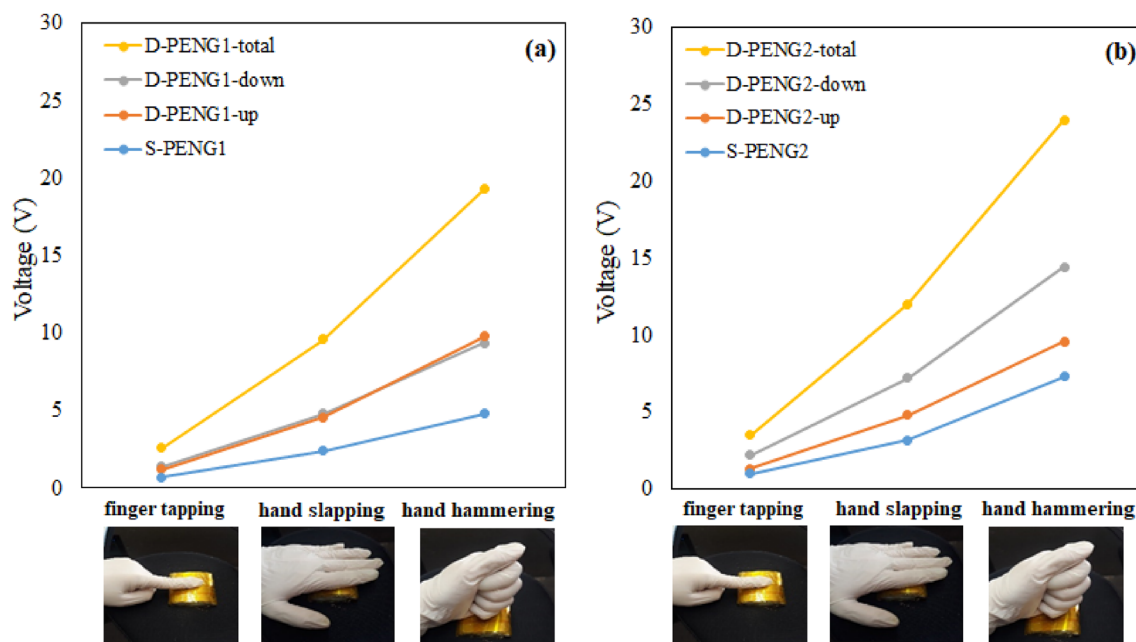 30
25
20
15
10
5
0
Voltage (V)
D-PENG1-total
D-PENG1-down
D-PENG1-up
S-PENG1
(a)
finger tapping
hand slapping
hand hammering
30
25
20
15
10
5
0
Voltage (V)
D-PENG2-total
D-PENG2-down
D-PENG2-up
S-PENG2
(b)
finger tapping
hand slapping
hand hammering